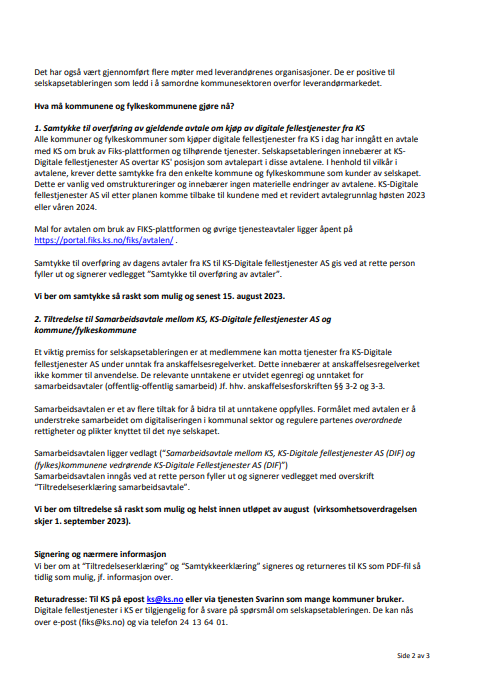 Det har også vært gjennomført flere møter med leverandørenes organisasjoner. De er positive til
selskapsetableringen som ledd i å samordne kommunesektoren overfor leverandørmarkedet.
Hva må kommunene og fylkeskommunene gjøre nå?
1. Samtykke til overføring av gjeldende avtale om kjøp av digitale fellestjenester fra KS
Alle kommuner og fylkeskommuner som kjøper digitale fellestjenester fra KS i dag har inngått en avtale
med KS om bruk av Fiks-plattformen og tilhørende tjenester. Selskapsetableringen innebærer at KS-
Digitale fellestjenester AS overtar KS' posisjon som avtalepart i disse avtalene. I henhold til vilkår i
avtalene, krever dette samtykke fra den enkelte kommune og fylkeskommune som kunder av selskapet.
Dette er vanlig ved omstruktureringer og innebærer ingen materielle endringer av avtalene. KS-Digitale
fellestjenester AS vil etter planen komme tilbake til kundene med et revidert avtalegrunnlag høsten 2023
eller våren 2024.
Mal for avtalen om bruk av FIKS-plattformen og øvrige tjenesteavtaler ligger åpent på
https://portal.fiks.ks.no/fiks/avtalen/ .
Samtykke til overføring av dagens avtaler fra KS til KS-Digitale fellestjenester AS gis ved at rette person
fyller ut og signerer vedlegget "Samtykke til overføring av avtaler".
Vi ber om samtykke så raskt som mulig og senest 15. august 2023.
2. Tiltredelse til Samarbeidsavtale mellom KS, KS-Digitale fellestjenester AS og
kommune/fylkeskommune
Et viktig premiss for selskapsetableringen er at medlemmene kan motta tjenester fra KS-Digitale
fellestjenester AS under unntak fra anskaffelsesregelverket. Dette innebærer at anskaffelsesregelverket
ikke kommer til anvendelse. De relevante unntakene er utvidet egenregi og unntaket for
samarbeidsavtaler (offentlig-offentlig samarbeid) Jf. hhv. anskaffelsesforskriften §§ 3-2 og 3-3.
Samarbeidsavtalen er et av flere tiltak for å bidra til at unntakene oppfylles. Formålet med avtalen er å
understreke samarbeidet om digitaliseringen i kommunal sektor og regulere partenes overordnede
rettigheter og plikter knyttet til det nye selskapet.
Samarbeidsavtalen ligger vedlagt ("Samarbeidsavtale mellom KS, KS-Digitale fellestjenester AS (DIF) og
(fylkes)kommunene vedrørende KS-Digitale Fellestjenester AS (DIF)")
Samarbeidsavtalen inngås ved at rette person fyller ut og signerer vedlegget med overskrift
"Tiltredelseserklæring samarbeidsavtale".
Vi ber om tiltredelse så raskt som mulig og helst innen utløpet av august (virksomhetsoverdragelsen
skjer 1. september 2023).
Signering og nærmere informasjon
Vi ber om at "Tiltredelseserklæring" og "Samtykkeerklæring" signeres og returneres til KS som PDF-fil så
tidlig som mulig, jf. informasjon over.
Returadresse: Til KS på epost ks@ks.no eller via tjenesten Svarinn som mange kommuner bruker.
Digitale fellestjenester i KS er tilgjengelig for å svare på spørsmål om selskapsetableringen. De kan nås
over e-post (fiks@ks.no) og via telefon 24 13 64 01.
Side 2 av 3